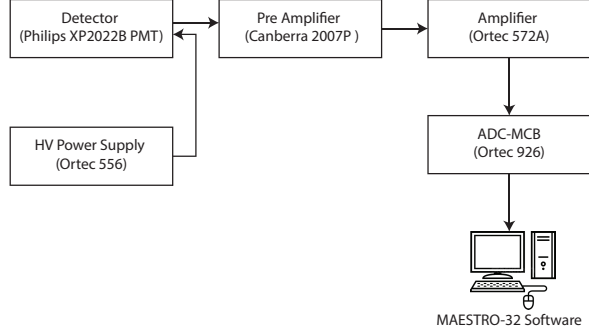 Detector
(Philips XP2022B PMT)
Pre Amplifier
(Canberra 2007P )
Amplifier
(Ortec 572A)
HV Power Supply
(Ortec 556)
ADC-MCB
(Ortec 926)
MAESTRO-32 Software